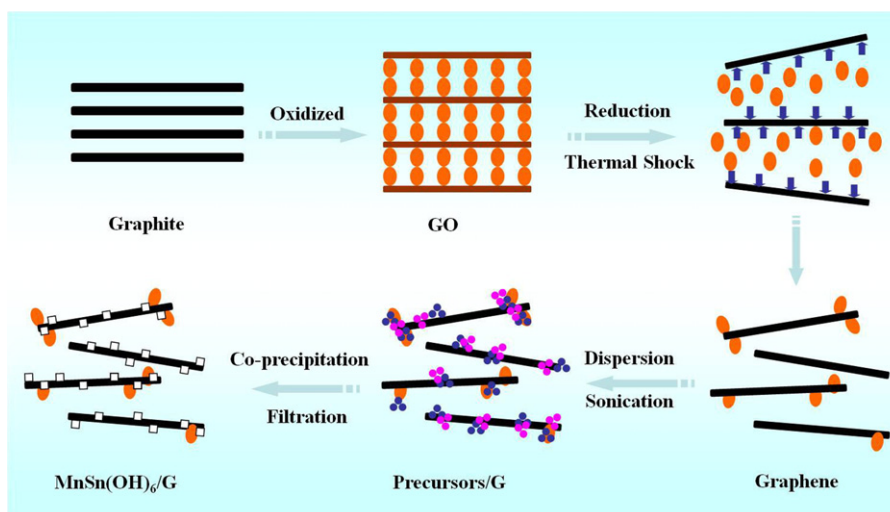 Oxidized
Graphite
GO
Reduction
Thermal Shock
Co-precipitation
Filtration
Dispersion
Sonication
MnSn(OH)₆/G
Precursors/G
Graphene